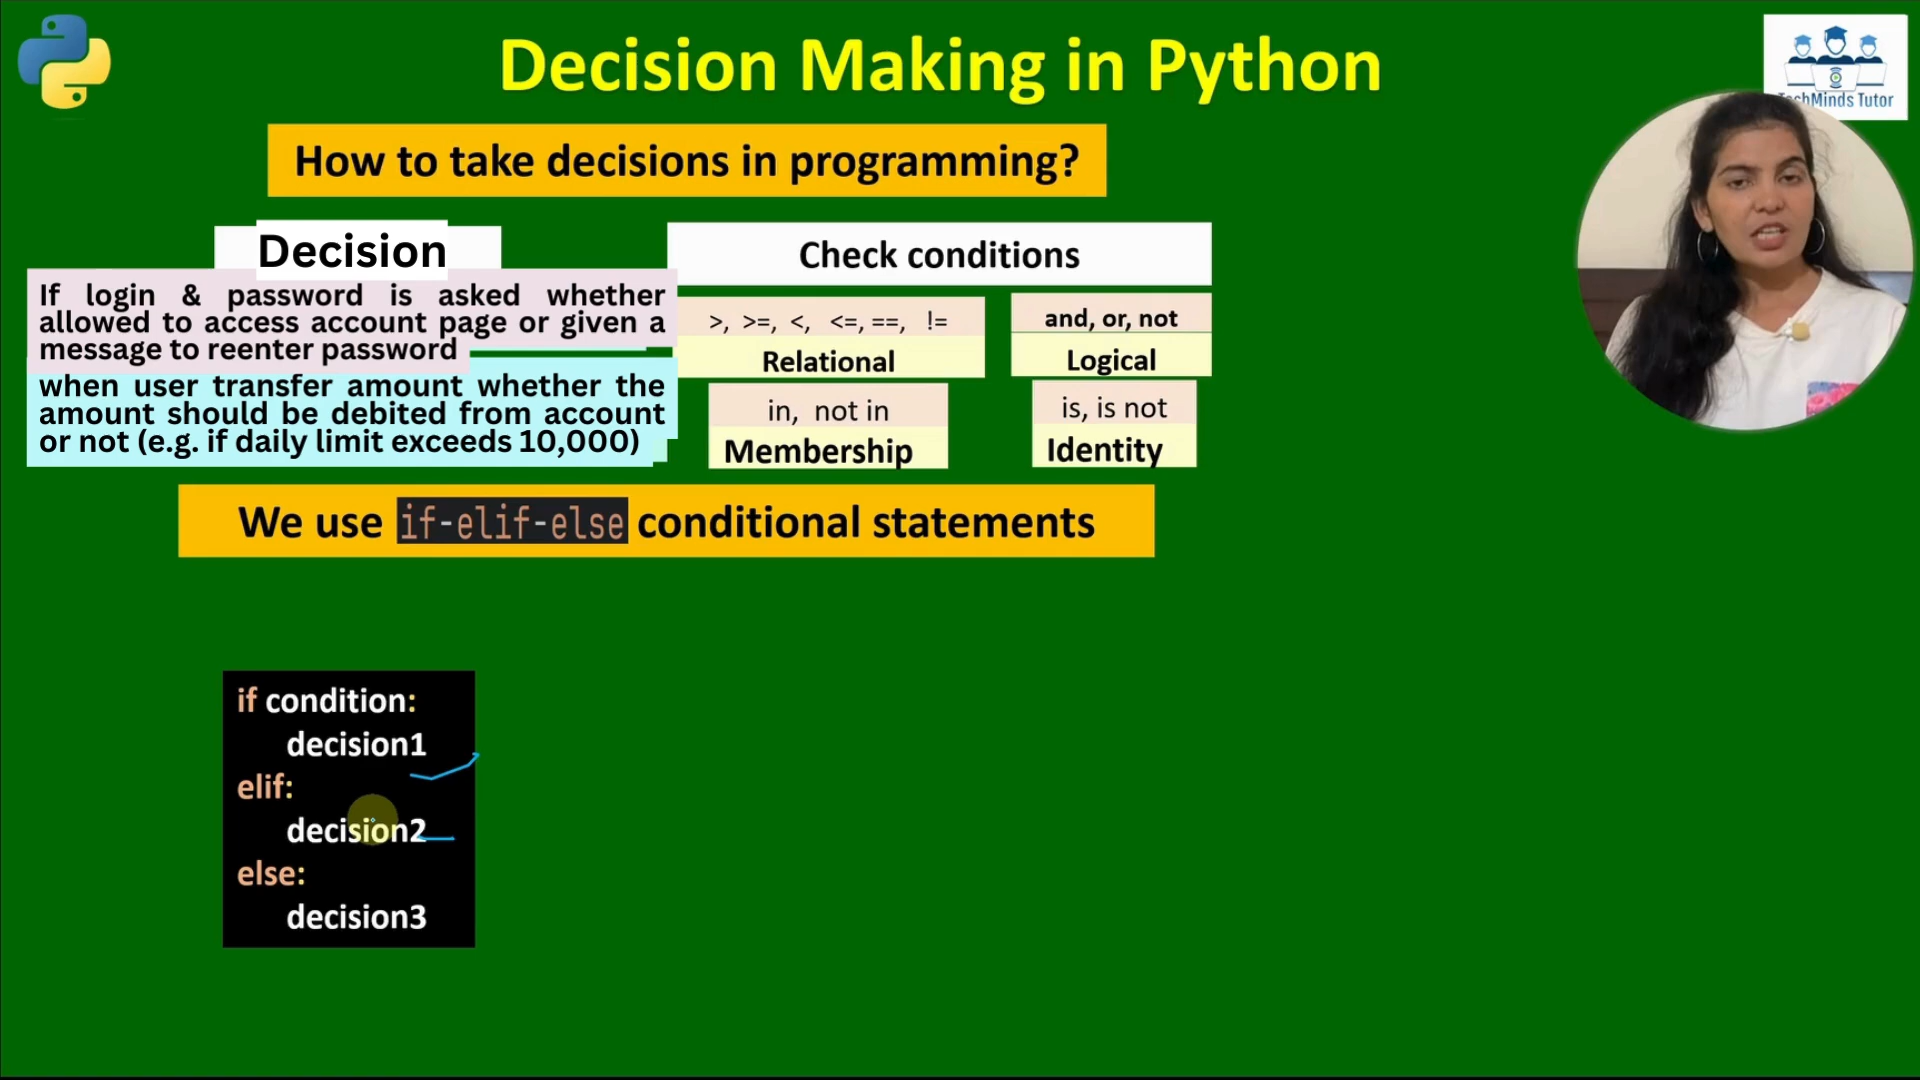 Decision Making in Python
TechMinds Tutor
How to take decisions in programming?
Decision
If login & password is asked whether
allowed to access account page or given a
message to reenter password
when user transfer amount whether the
amount should be debited from account
or not (e.g. if daily limit exceeds 10,000)
Check conditions
>, >=, <, <=, ==, !=
Relational
and, or, not
Logical
in, not in
Membership
is, is not
Identity
We use if-elif-else conditional statements
if condition:
decision1
elif:
decision2
else:
decision3